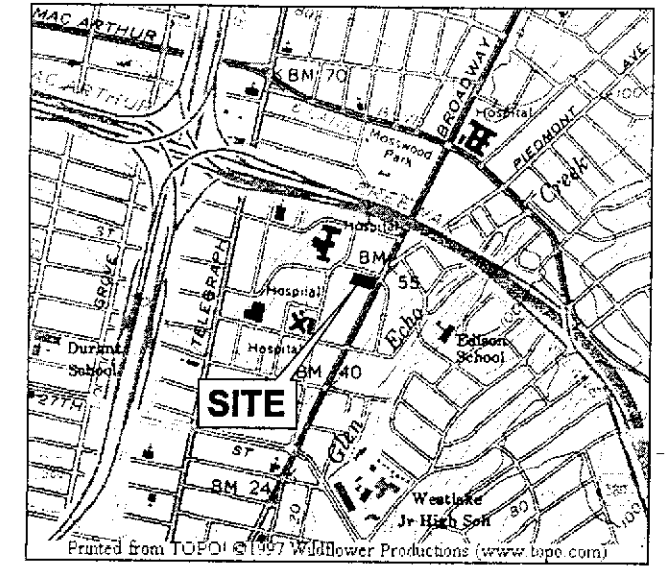 MAC ARTHUR
MAC ARTHUR
BM 70
BROADWAY
Hospital
PIEDMONT AVE
Mosswood
Park
Creek
Hospital
BM
55
GROVE ST
TELEGRAPH
Hospital
Echo
Edison
School
Durant
School
Hospital
BM 40
SITE
27TH
ST
Glen
BM 24
Westlake
Jr High Sch
20
80
100
Printed from TOPO! ©1997 Wildflower Productions (www.topo.com)